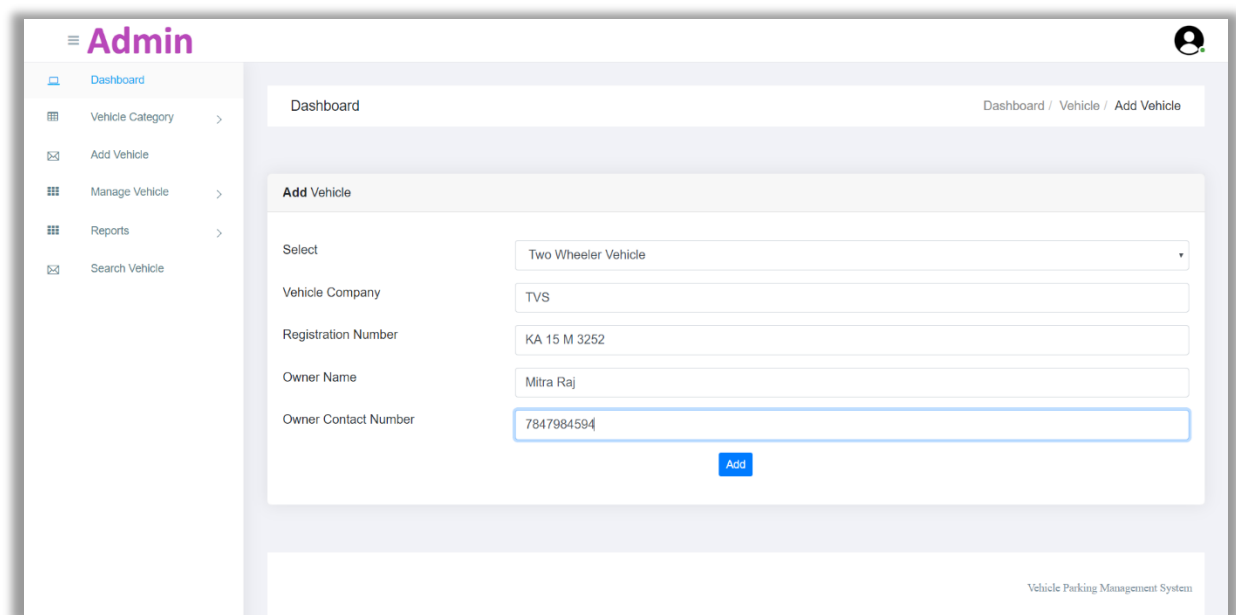 Admin
Dashboard
Vehicle Category
Add Vehicle
Manage Vehicle
Reports
Search Vehicle
Dashboard
Dashboard / Vehicle / Add Vehicle
Add Vehicle
Select
Two Wheeler Vehicle
Vehicle Company
TVS
Registration Number
KA 15 M 3252
Owner Name
Mitra Raj
Owner Contact Number
7847984594
Add
Vehicle Parking Management System